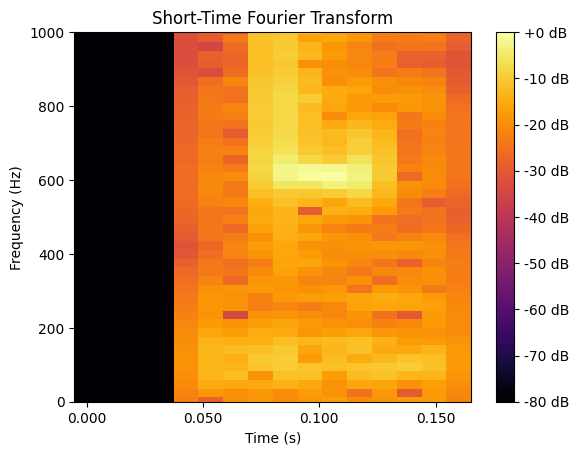 Short-Time Fourier Transform
1000
800
600
400
200
0
Frequency (Hz)
0.000
0.050
0.100
0.150
Time (s)
+0 dB
-10 dB
-20 dB
-30 dB
-40 dB
-50 dB
-60 dB
-70 dB
-80 dB